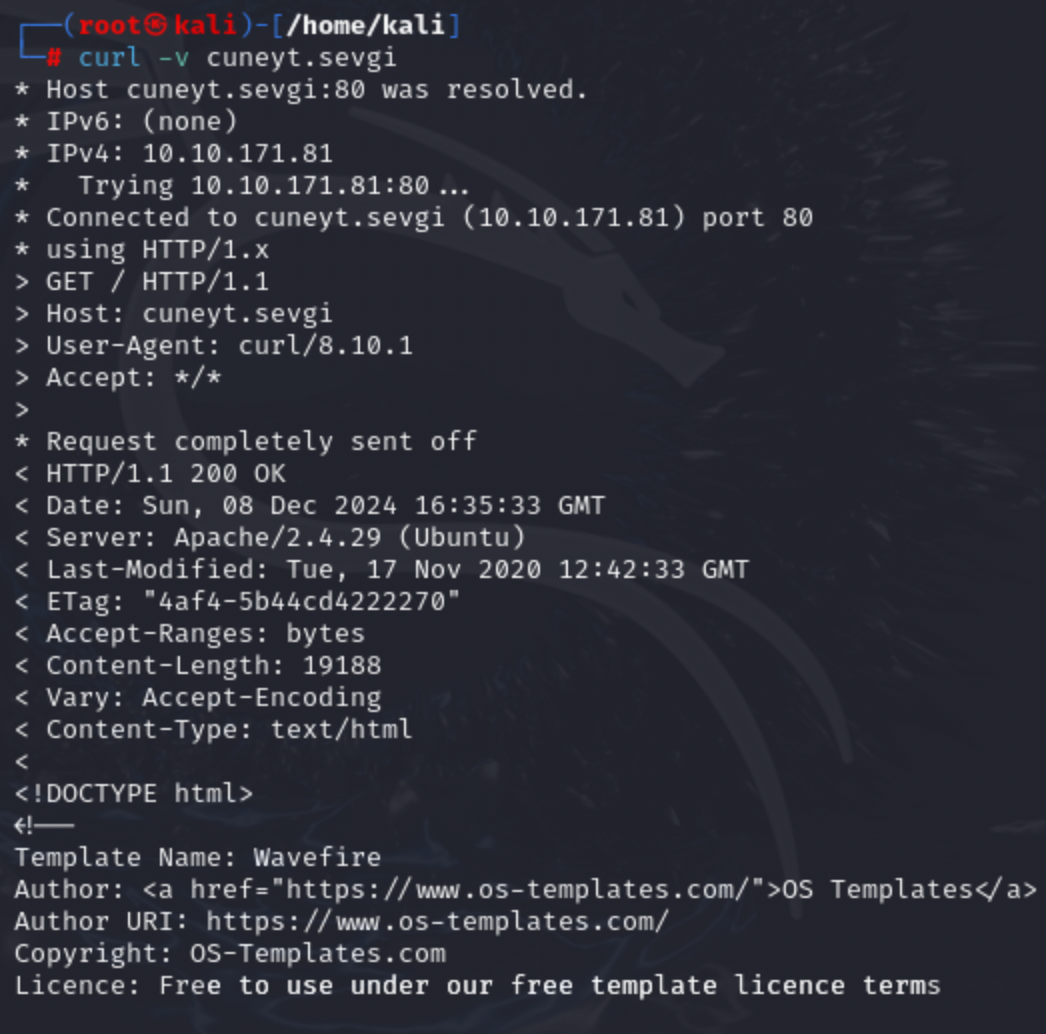 ┌──(root㉿kali)-[/home/kali]
└─# curl -v cuneyt.sevgi
* Host cuneyt.sevgi:80 was resolved.
* IPv6: (none)
* IPv4: 10.10.171.81
*   Trying 10.10.171.81:80...
* Connected to cuneyt.sevgi (10.10.171.81) port 80
* using HTTP/1.x
> GET / HTTP/1.1
> Host: cuneyt.sevgi
> User-Agent: curl/8.10.1
> Accept: */*
>
* Request completely sent off
< HTTP/1.1 200 OK
< Date: Sun, 08 Dec 2024 16:35:33 GMT
< Server: Apache/2.4.29 (Ubuntu)
< Last-Modified: Tue, 17 Nov 2020 12:42:33 GMT
< ETag: "4af4-5b44cd4222270"
< Accept-Ranges: bytes
< Content-Length: 19188
< Vary: Accept-Encoding
< Content-Type: text/html
<
<!DOCTYPE html>
<!--
Template Name: Wavefire
Author: <a href="https://www.os-templates.com/">OS Templates</a>
Author URI: https://www.os-templates.com/
Copyright: OS-Templates.com
Licence: Free to use under our free template licence terms